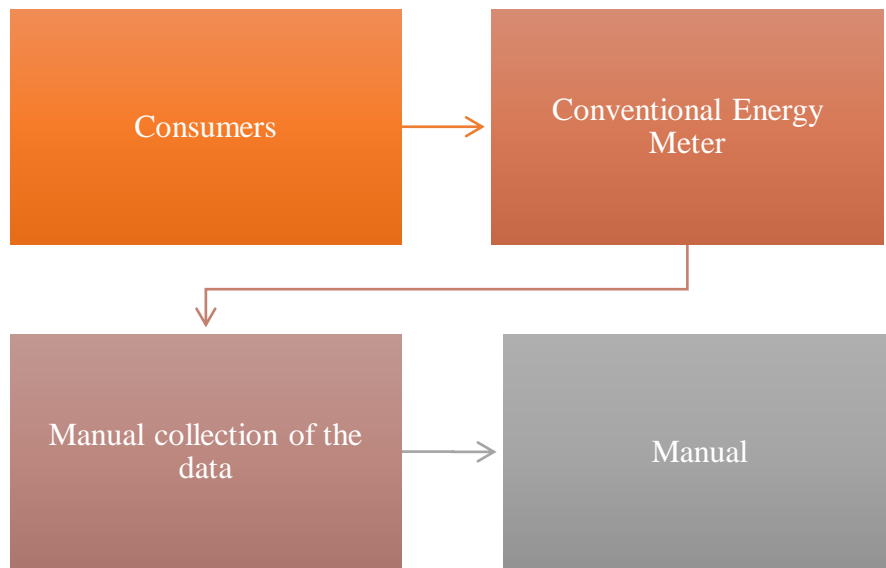 Consumers
Conventional Energy
Meter
Manual collection of the
data
Manual